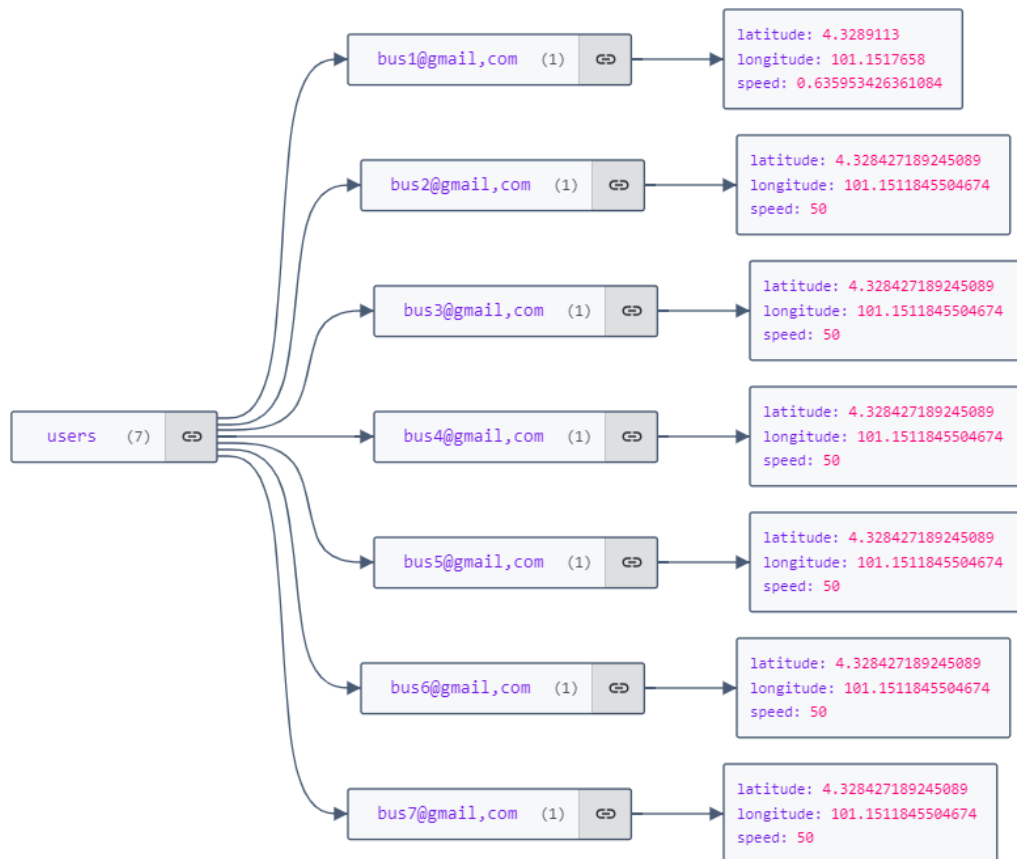 users (7)
bus1@gmail,com (1)
latitude: 4.3289113
longitude: 101.1517658
speed: 0.635953426361084
bus2@gmail,com (1)
latitude: 4.328427189245089
longitude: 101.1511845504674
speed: 50
bus3@gmail,com (1)
latitude: 4.328427189245089
longitude: 101.1511845504674
speed: 50
bus4@gmail,com (1)
latitude: 4.328427189245089
longitude: 101.1511845504674
speed: 50
bus5@gmail,com (1)
latitude: 4.328427189245089
longitude: 101.1511845504674
speed: 50
bus6@gmail,com (1)
latitude: 4.328427189245089
longitude: 101.1511845504674
speed: 50
bus7@gmail,com (1)
latitude: 4.328427189245089
longitude: 101.1511845504674
speed: 50